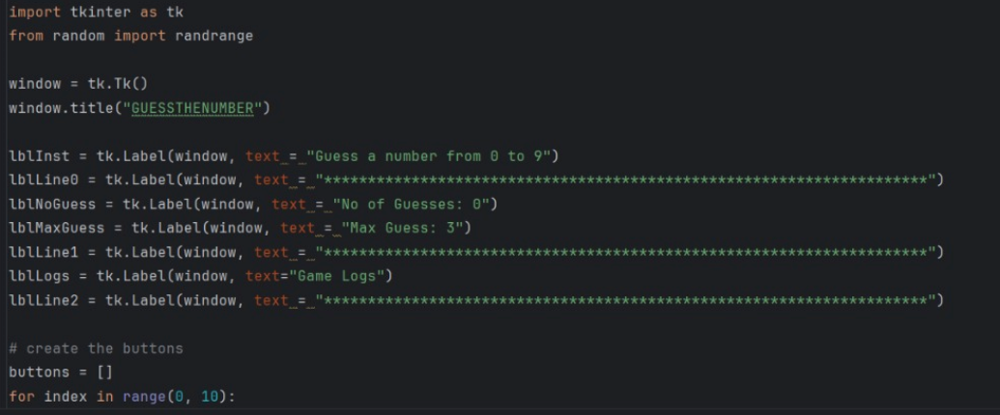 import tkinter as tk
from random import randrange
window = tk.Tk()
window.title("GUESSTHENUMBER")
lblInst = tk.Label(window, text = "Guess a number from 0 to 9")
lblLine0 = tk.Label(window, text = "*********************************************************************")
lblNoGuess = tk.Label(window, text = "No of Guesses: 0")
lblMaxGuess = tk.Label(window, text = "Max Guess: 3")
lblLine1 = tk.Label(window, text = "*********************************************************************")
lblLogs = tk.Label(window, text="Game Logs")
lblLine2 = tk.Label(window, text = "*********************************************************************")
# create the buttons
buttons = []
for index in range(0, 10):